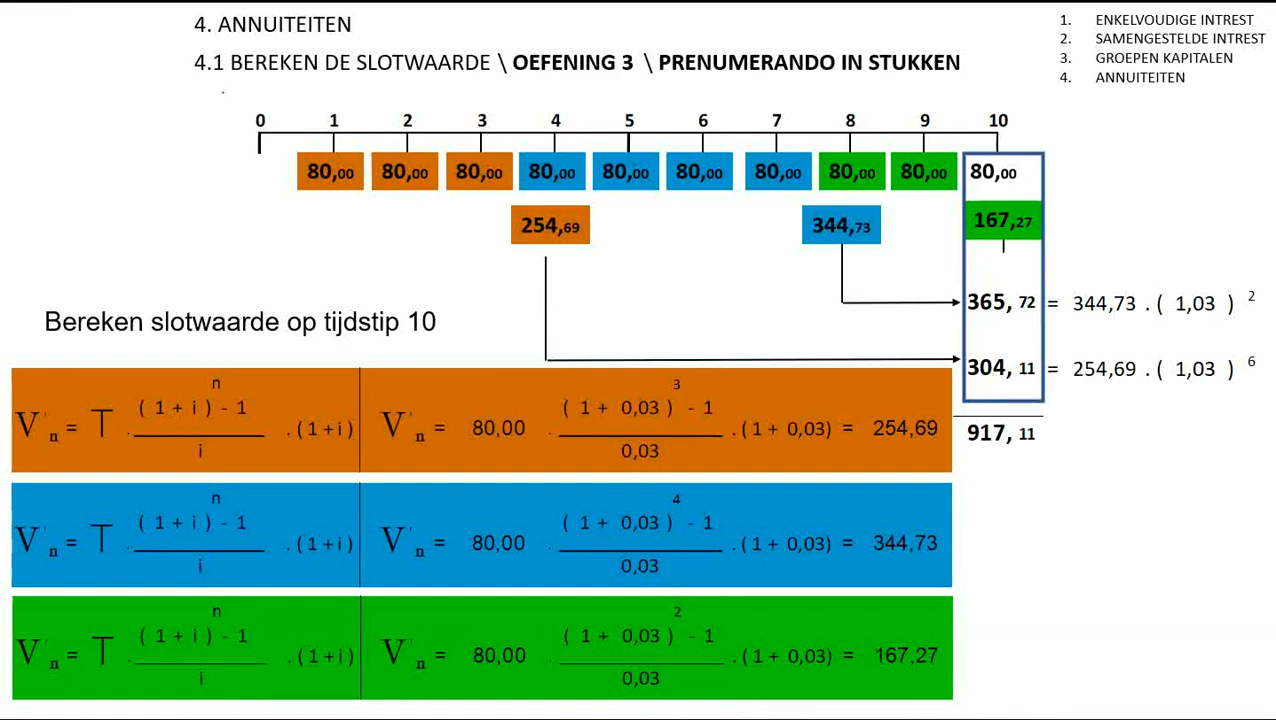 4. ANNUITEITEN
4.1 BEREKEN DE SLOTWAARDE \ OEFENING 3 \ PRENUMERANDO IN STUKKEN
1. ENKELVOUDIGE INTREST
2. SAMENGESTELDE INTREST
3. GROEPEN KAPITALEN
4. ANNUITEITEN
0 1 2 3 4 5 6 7 8 9 10
80,00 80,00 80,00 80,00 80,00 80,00 80,00 80,00 80,00 80,00
254,69 344,73 167,27
365,72 = 344,73 . ( 1,03 ) 2
Bereken slotwaarde op tijdstip 10
304,11 = 254,69 . ( 1,03 ) 6
917,11
n
V'n = T . ( 1 + i ) - 1 . ( 1 + i )
i
3
V'n = 80,00 . ( 1 + 0,03 ) - 1 . ( 1 + 0,03) = 254,69
0,03
n
V'n = T . ( 1 + i ) - 1 . ( 1 + i )
i
4
V'n = 80,00 . ( 1 + 0,03 ) - 1 . ( 1 + 0,03) = 344,73
0,03
n
V'n = T . ( 1 + i ) - 1 . ( 1 + i )
i
2
V'n = 80,00 . ( 1 + 0,03 ) - 1 . ( 1 + 0,03) = 167,27
0,03